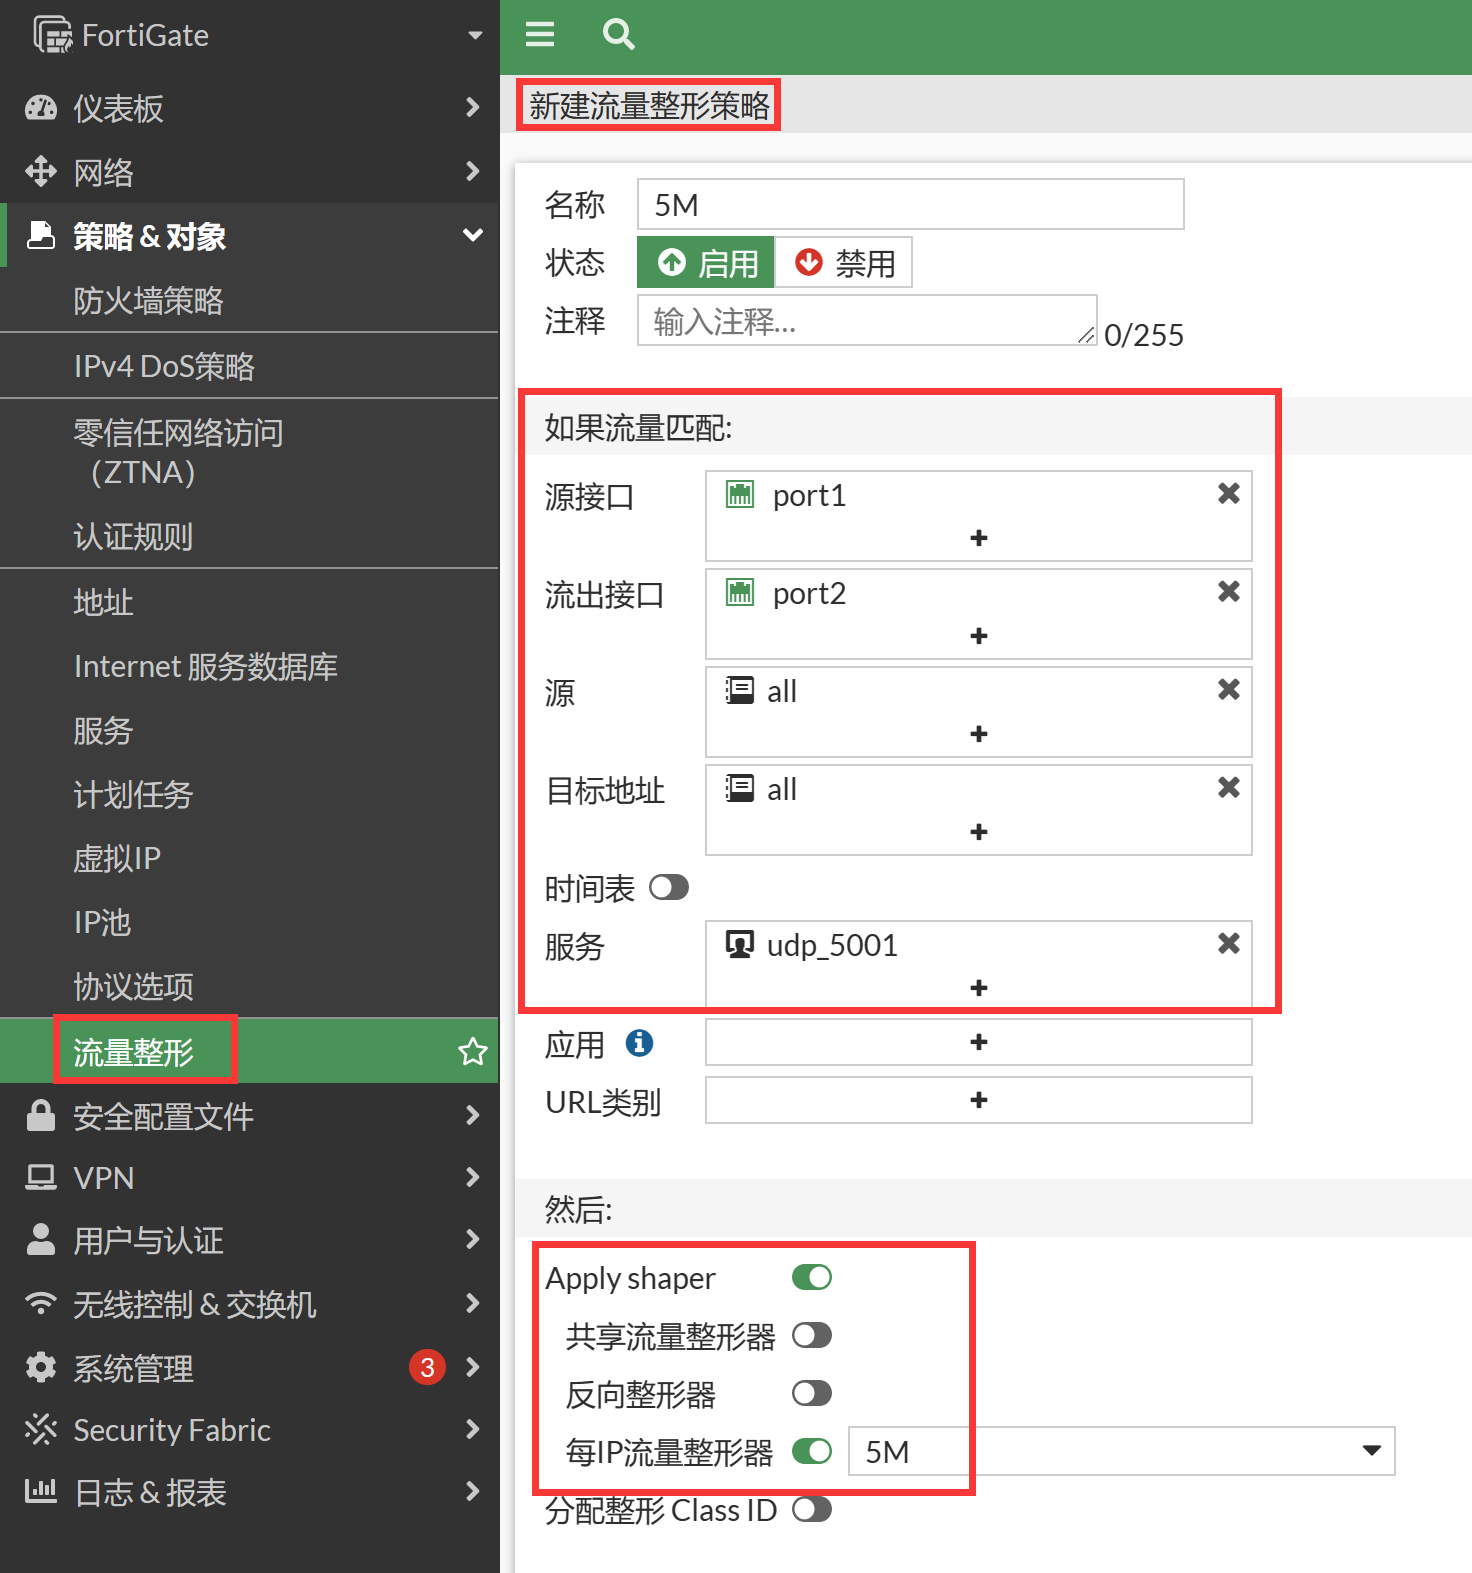 FortiGate
仪表板
网络
策略 & 对象
防火墙策略
IPv4 DoS策略
零信任网络访问
（ZTNA）
认证规则
地址
Internet 服务数据库
服务
计划任务
虚拟IP
IP池
协议选项
流量整形
安全配置文件
VPN
用户与认证
无线控制 & 交换机
系统管理 3
Security Fabric
日志 & 报表
新建流量整形策略
名称 5M
状态 启用 禁用
注释 输入注释... 0/255
如果流量匹配:
源接口 port1
流出接口 port2
源 all
目标地址 all
时间表
服务 udp_5001
应用
URL类别
然后:
Apply shaper
共享流量整形器
反向整形器
每IP流量整形器 5M
分配整形 Class ID